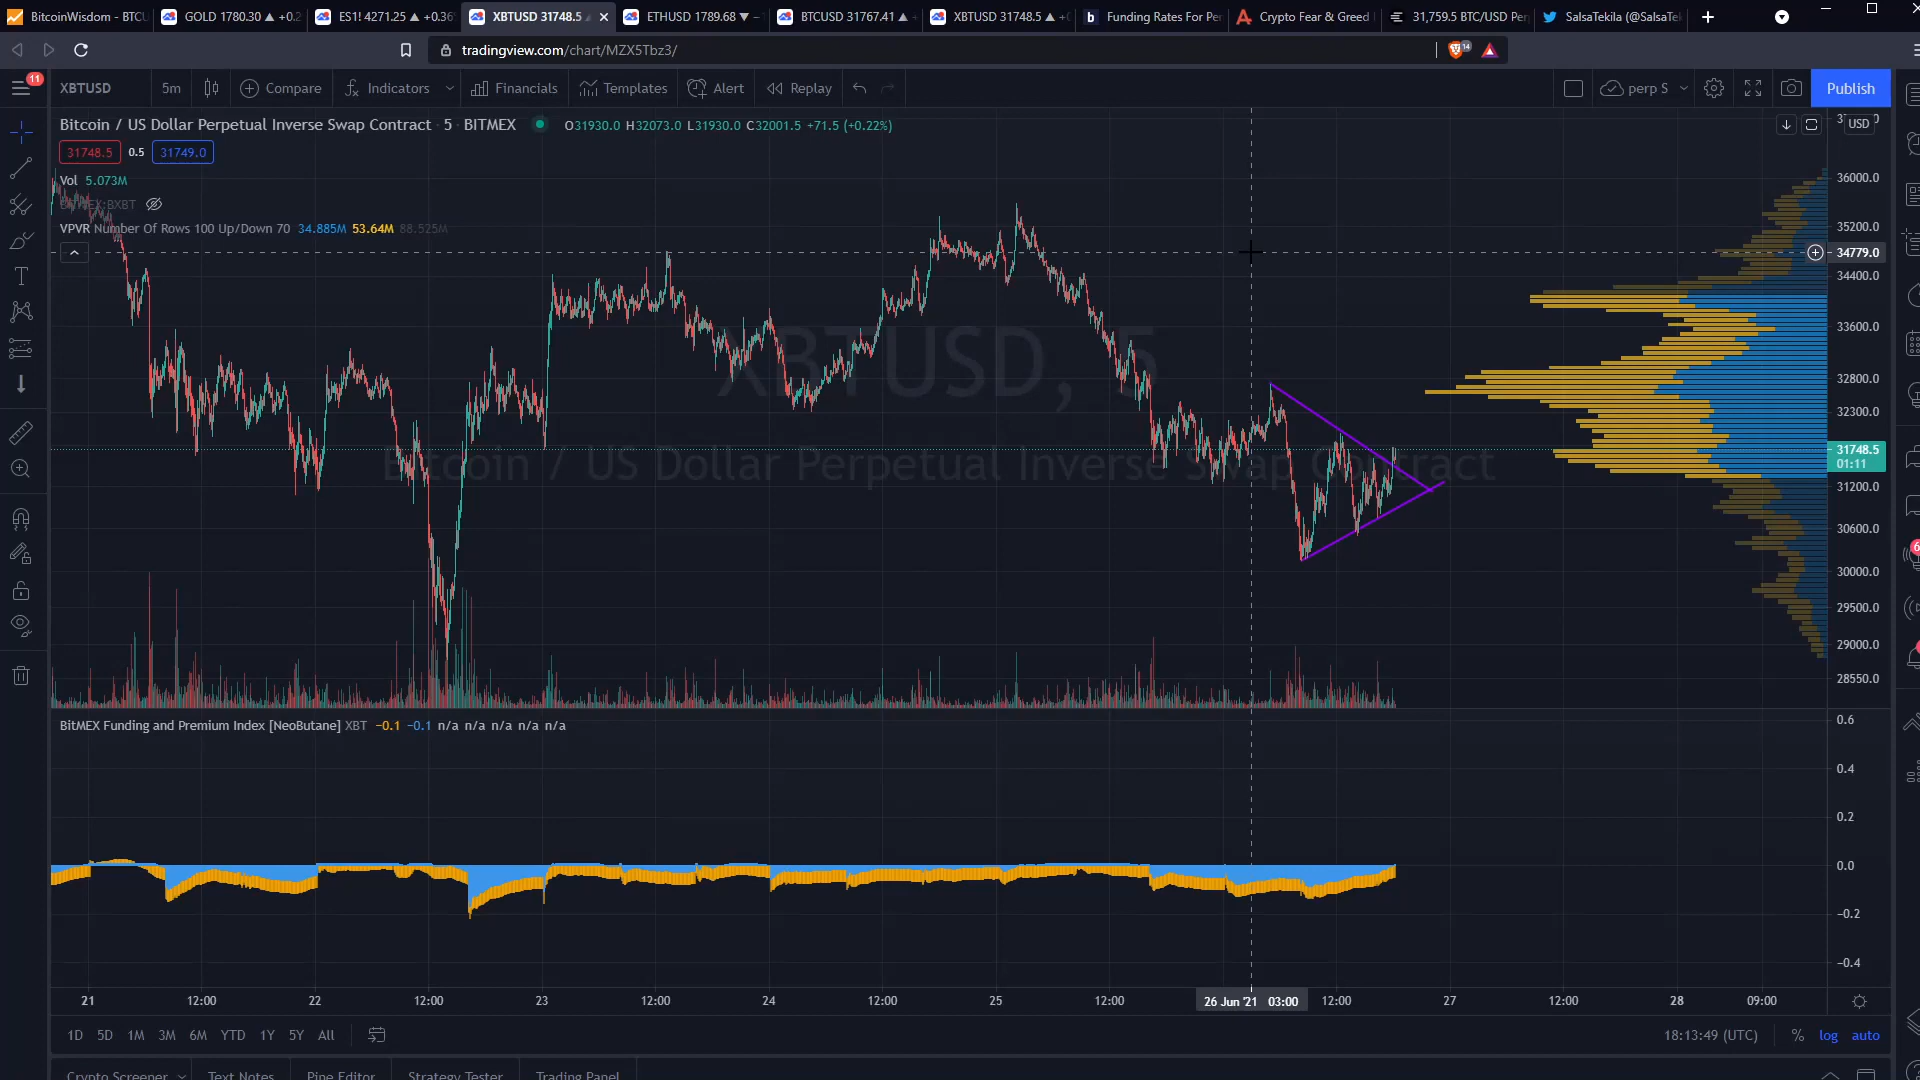 BitcoinWisdom - BTCU
GOLD 1780.30 ▲ +0.2
ES1! 4271.25 ▲ +0.36%
XBTUSD 31748.5
ETHUSD 1789.68 ▼ −
BTCUSD 31767.41 ▲ +
XBTUSD 31748.5 ▲ +0
Funding Rates For Per
Crypto Fear & Greed I
31,759.5 BTC/USD Perp
SalsaTekila (@SalsaTek
tradingview.com/chart/MZX5Tbz3/
14
11
XBTUSD
5m
Compare
Indicators
Financials
Templates
Alert
Replay
perp S
Publish
Bitcoin / US Dollar Perpetual Inverse Swap Contract · 5 · BITMEX
O31930.0 H32073.0 L31930.0 C32001.5 +71.5 (+0.22%)
USD
31748.5 0.5 31749.0
Vol 5.073M
BITMEX:BXBT
VPVR Number Of Rows 100 Up/Down 70 34.885M 53.64M 88.525M
XBTUSD, 5
Bitcoin / US Dollar Perpetual Inverse Swap Contract
36000.0
35200.0
34779.0
34400.0
33600.0
32800.0
32300.0
31748.5
01:11
31200.0
30600.0
30000.0
29500.0
29000.0
28550.0
BitMEX Funding and Premium Index [NeoButane] XBT −0.1 −0.1 n/a n/a n/a n/a n/a
0.6
0.4
0.2
0.0
−0.2
−0.4
21 12:00 22 12:00 23 12:00 24 12:00 25 12:00 26 Jun '21 03:00 12:00 27 12:00 28 09:00
1D 5D 1M 3M 6M YTD 1Y 5Y All
18:13:49 (UTC) % log auto
Crypto Screener
Text Notes
Pine Editor
Strategy Tester
Trading Panel